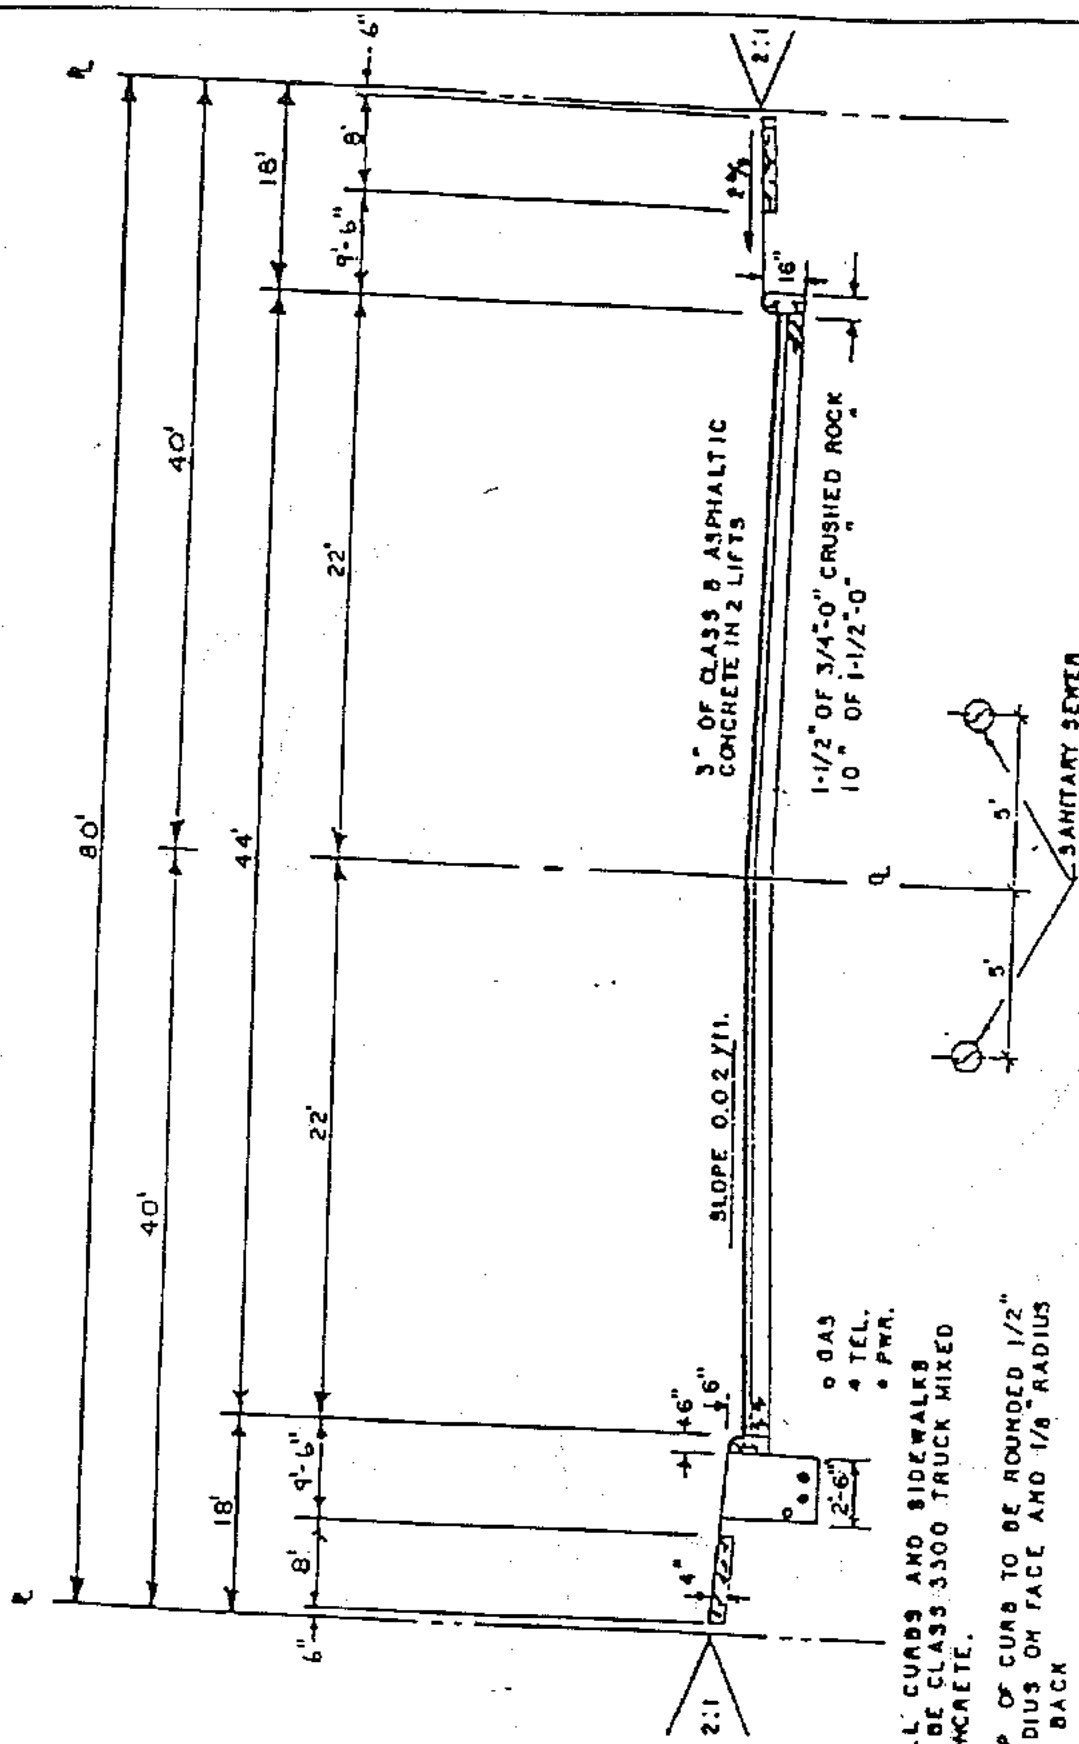 80'
40'
40'
18'
44'
18'
6"
8'
9'-6"
22'
22'
9'-6"
8'
6"
2:1
4"
6"
6"
SLOPE 0.02
3" OF CLASS B ASPHALTIC
CONCRETE IN 2 LIFTS
16"
2:1
2'-6"
O GAS
TEL.
PWR.
1-1/2" OF 3/4"-0" CRUSHED ROCK
10" OF 1-1/2"-0" " "
5'
5'
SANITARY SEWER
CURBS AND SIDEWALKS
BE CLASS 3300 TRUCK MIXED
OF CURB TO BE ROUNDED 1/2"
ON FACE AND 1/8" RADIUS
BACK